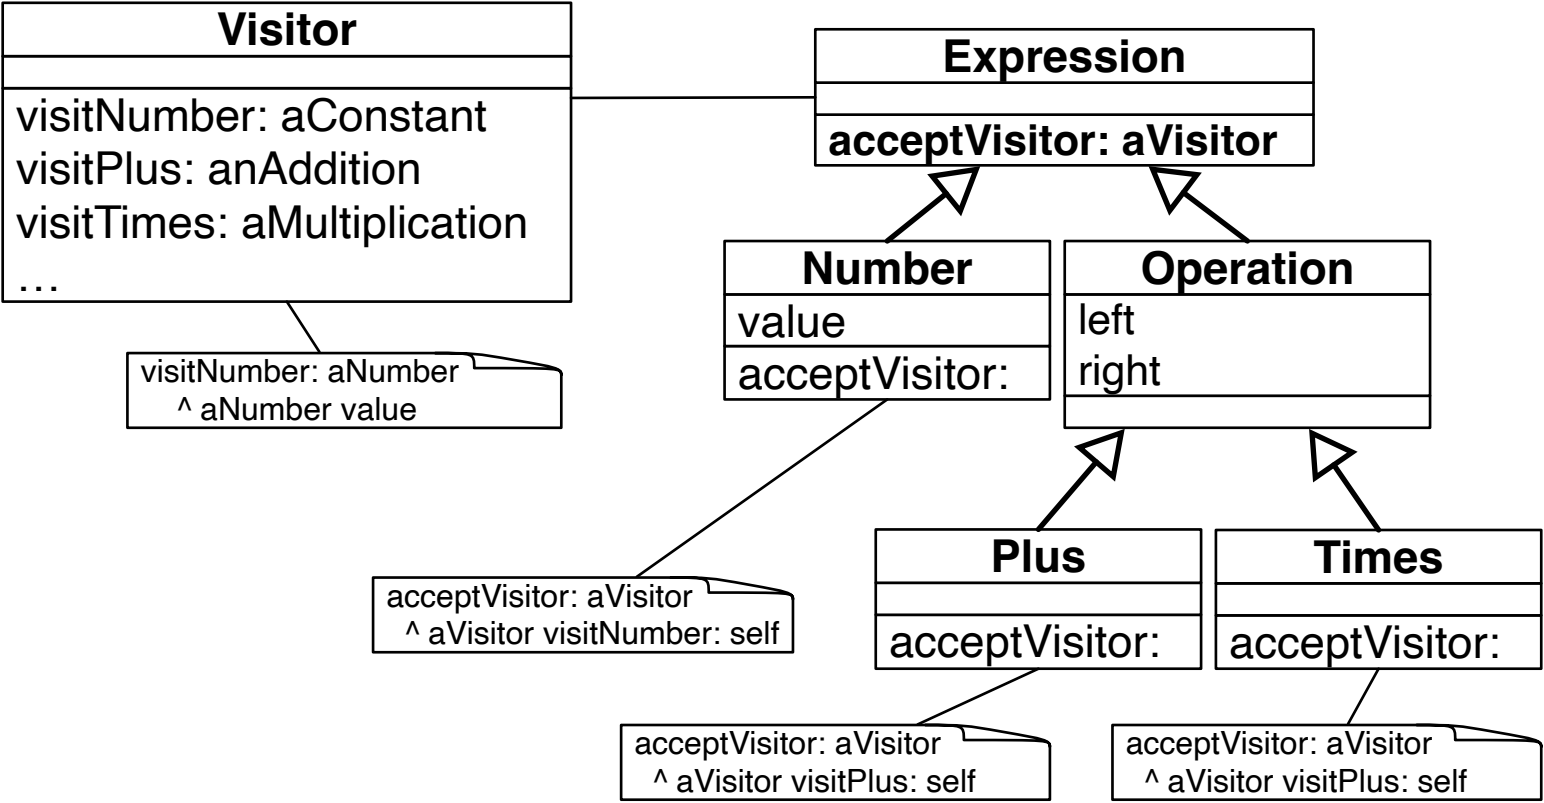 Visitor
visitNumber: aConstant
visitPlus: anAddition
visitTimes: aMultiplication
…
visitNumber: aNumber
^ aNumber value
Expression
acceptVisitor: aVisitor
Number
value
acceptVisitor:
Operation
left
right
acceptVisitor: aVisitor
^ aVisitor visitNumber: self
Plus
acceptVisitor:
Times
acceptVisitor:
acceptVisitor: aVisitor
^ aVisitor visitPlus: self
acceptVisitor: aVisitor
^ aVisitor visitPlus: self